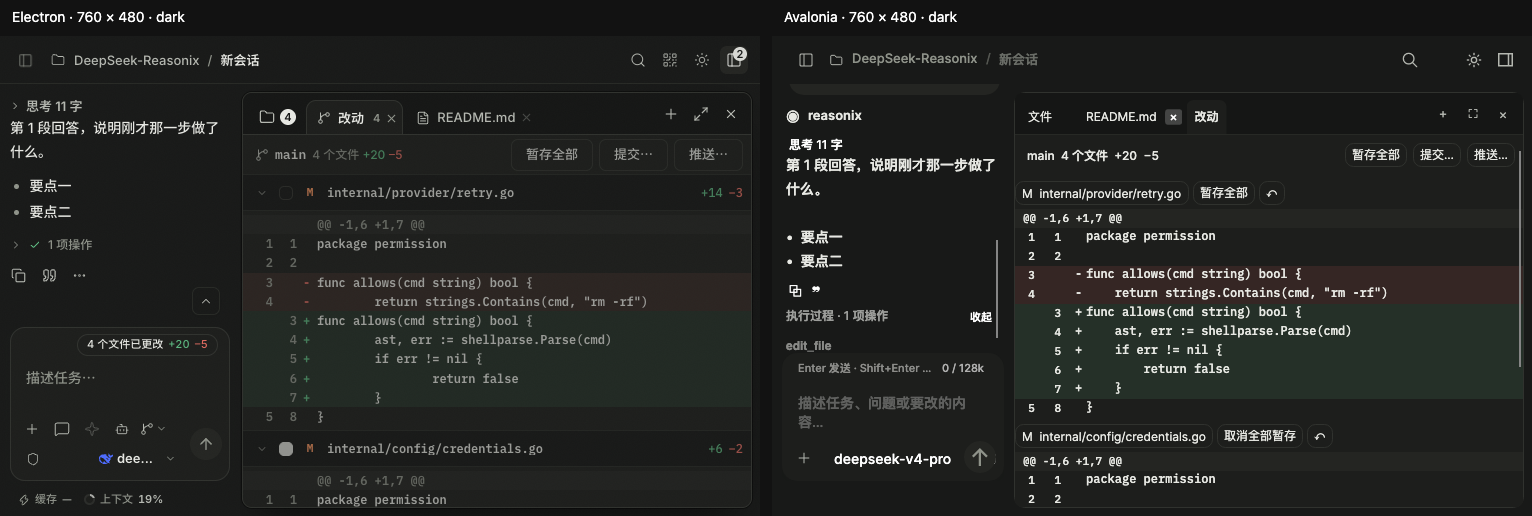 Electron · 760 × 480 · dark
DeepSeek-Reasonix / 新会话
2
思考 11 字
第 1 段回答，说明刚才那一步做了
什么。
• 要点一
• 要点二
1 项操作
4 个文件已更改 +20 −5
描述任务…
dee...
缓存 — 上下文 19%
4 改动 4 × README.md ×
main 4 个文件 +20 −5 暂存全部 提交… 推送…
M internal/provider/retry.go +14 −3
@@ -1,6 +1,7 @@
1 1 package permission
2 2
3 - func allows(cmd string) bool {
4 - return strings.Contains(cmd, "rm -rf")
3 + func allows(cmd string) bool {
4 + ast, err := shellparse.Parse(cmd)
5 + if err != nil {
6 + return false
7 + }
5 8 }
M internal/config/credentials.go +6 −2
@@ -1,6 +1,7 @@
1 1 package permission
Avalonia · 760 × 480 · dark
DeepSeek-Reasonix / 新会话
reasonix
思考 11 字
第 1 段回答，说明刚才那一步做了
什么。
• 要点一
• 要点二
执行过程 · 1 项操作 收起
edit_file
Enter 发送 · Shift+Enter ... 0 / 128k
描述任务、问题或要改的内
容...
+ deepseek-v4-pro
文件 README.md × 改动
main 4 个文件 +20 −5 暂存全部 提交... 推送...
M internal/provider/retry.go 暂存全部
@@ -1,6 +1,7 @@
1 1 package permission
2 2
3 - func allows(cmd string) bool {
4 - return strings.Contains(cmd, "rm -rf")
3 + func allows(cmd string) bool {
4 + ast, err := shellparse.Parse(cmd)
5 + if err != nil {
6 + return false
7 + }
5 8 }
M internal/config/credentials.go 取消全部暂存
@@ -1,6 +1,7 @@
1 1 package permission
2 2